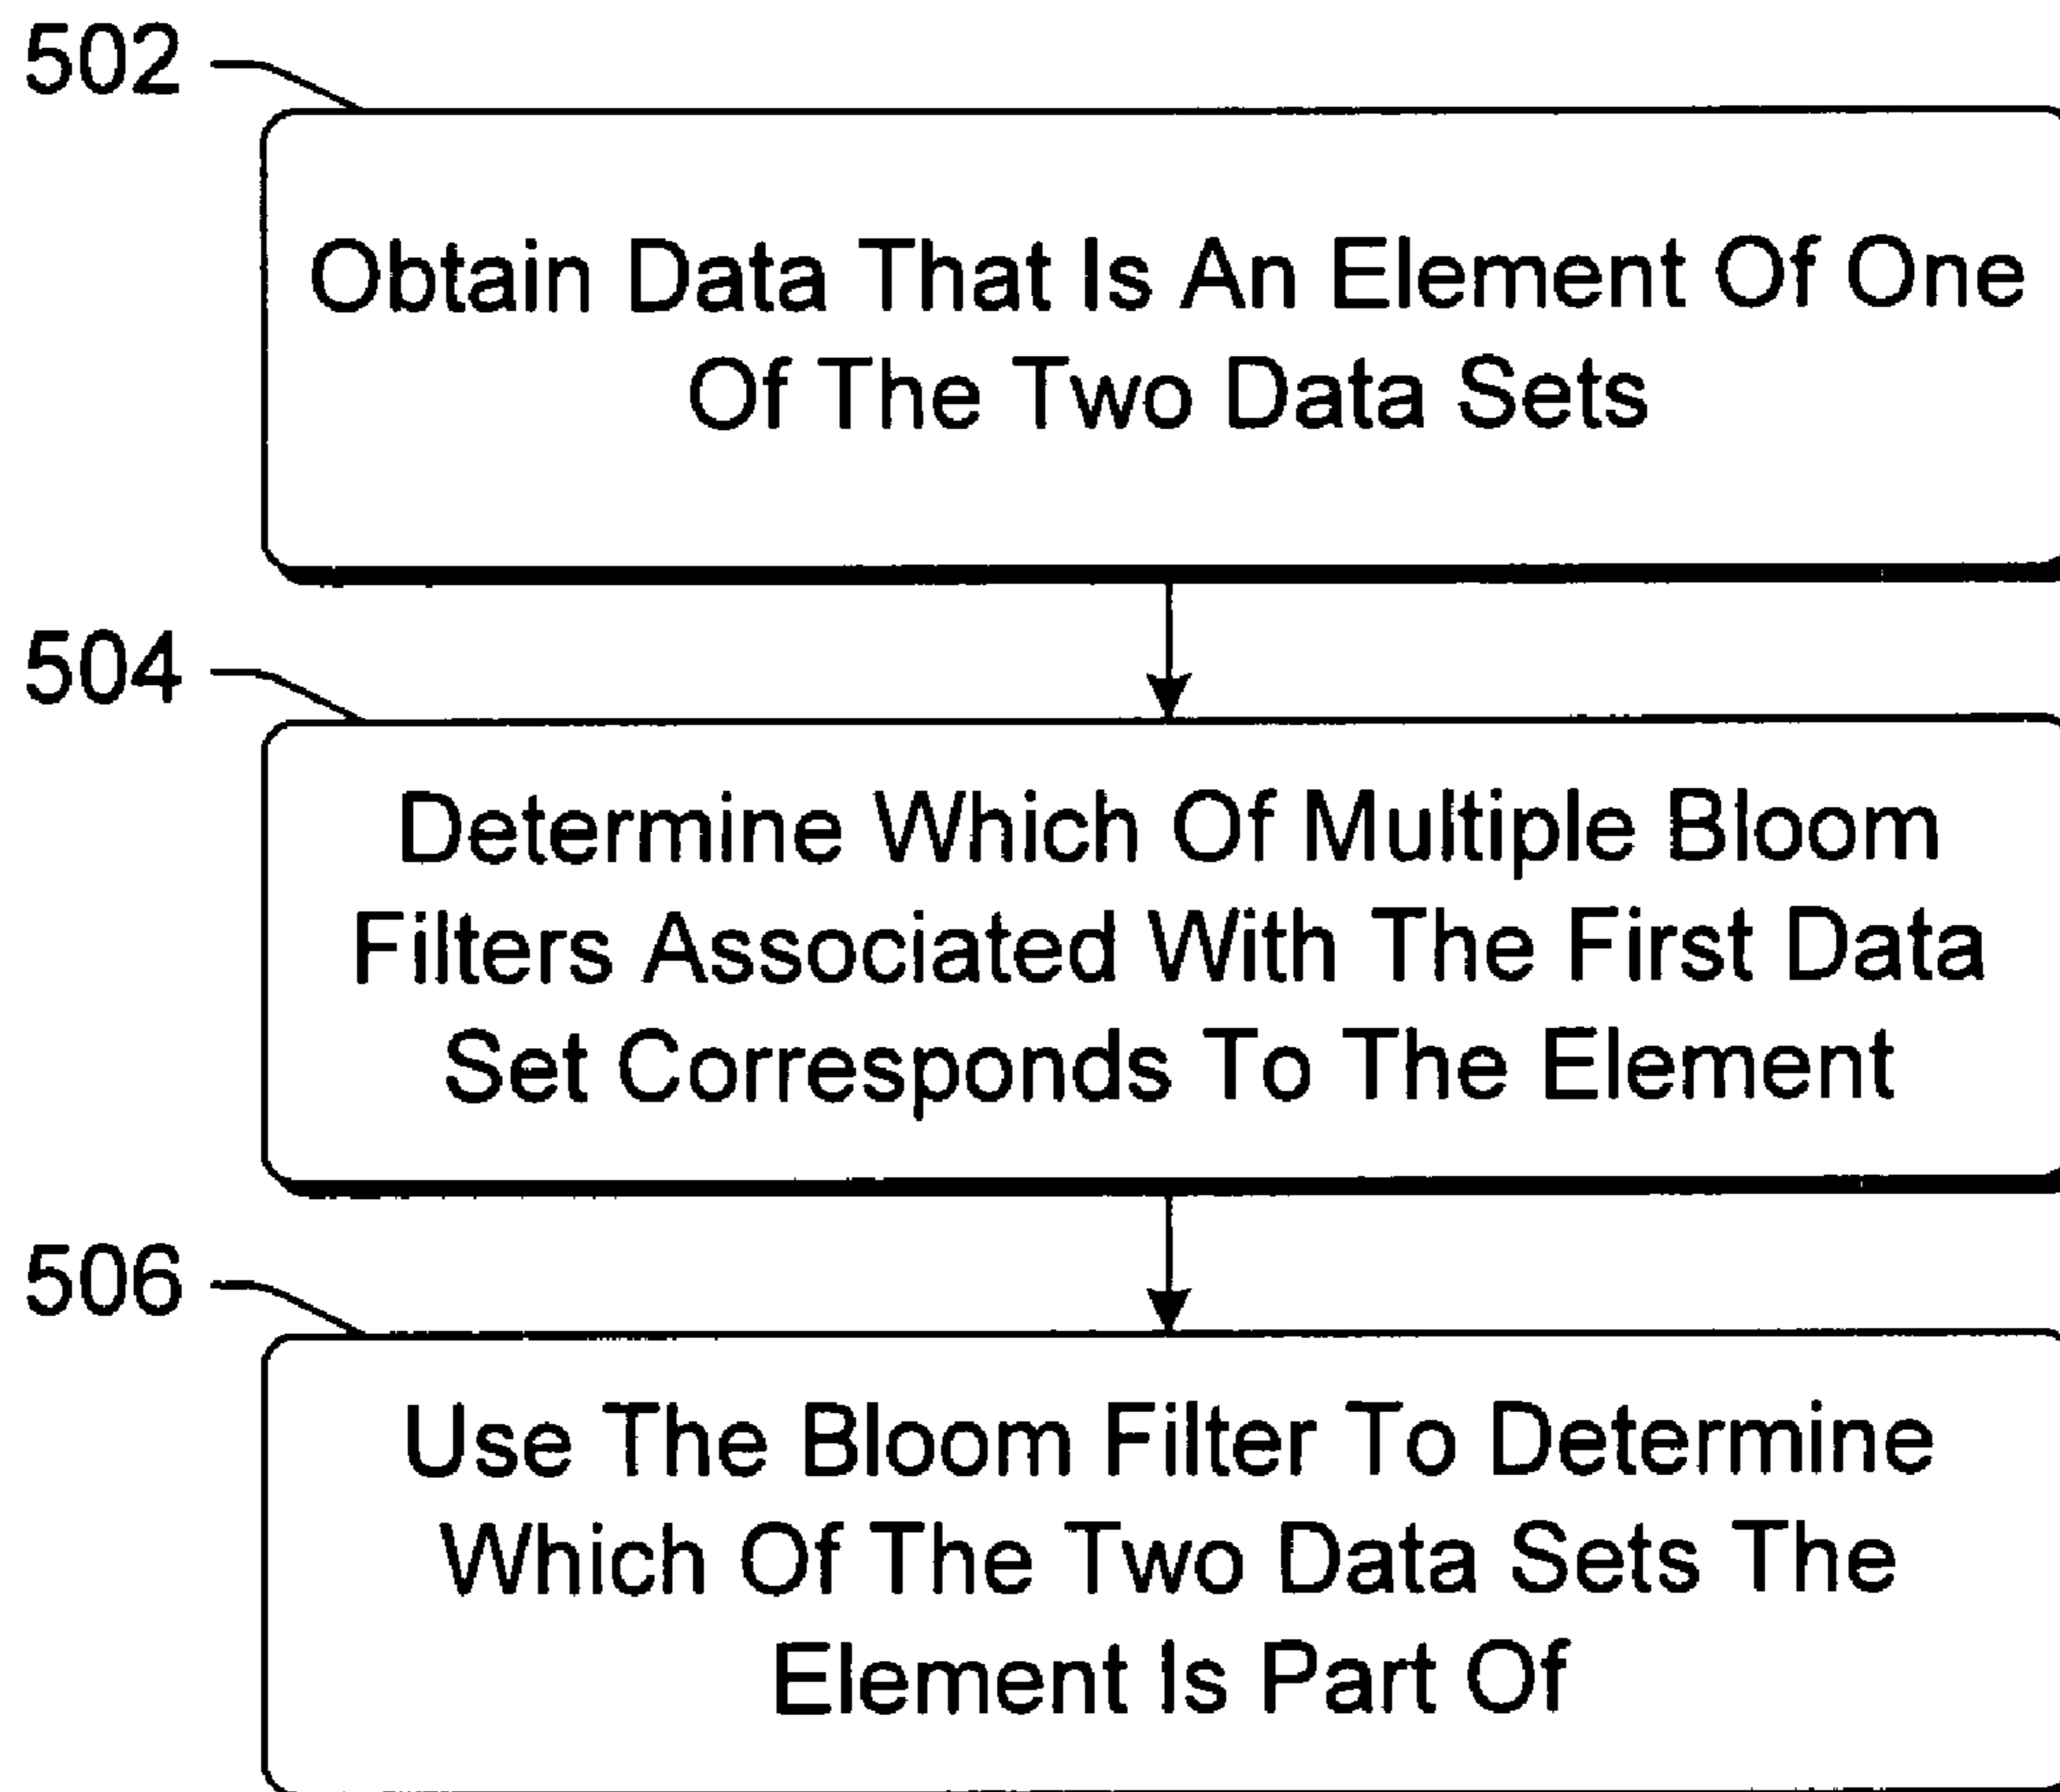 502
Obtain Data That Is An Element Of One
Of The Two Data Sets
504
Determine Which Of Multiple Bloom
Filters Associated With The First Data
Set Corresponds To The Element
506
Use The Bloom Filter To Determine
Which Of The Two Data Sets The
Element Is Part Of